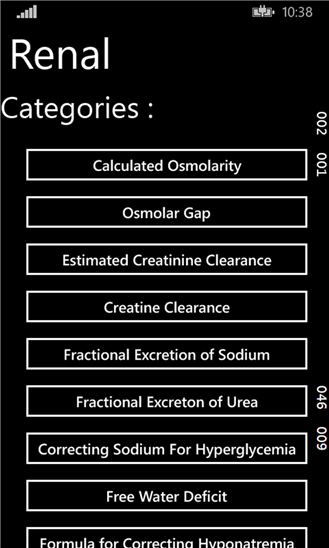 10:38
Renal
Categories :
002
001
Calculated Osmolarity
Osmolar Gap
Estimated Creatinine Clearance
Creatine Clearance
Fractional Excretion of Sodium
Fractional Excreton of Urea
046
009
Correcting Sodium For Hyperglycemia
Free Water Deficit
Formula for Correcting Hyponatremia